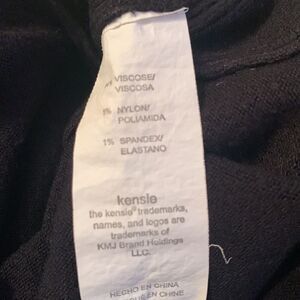 VISCOSE/
VISCOSA
% NYLON/
POLIAMIDA
1% SPANDEX/
ELASTANO
kensie
the kensie® trademarks,
names, and logos are
trademarks of
KMJ Brand Holdings
LLC.
HECHO EN CHINA
EN CHINE